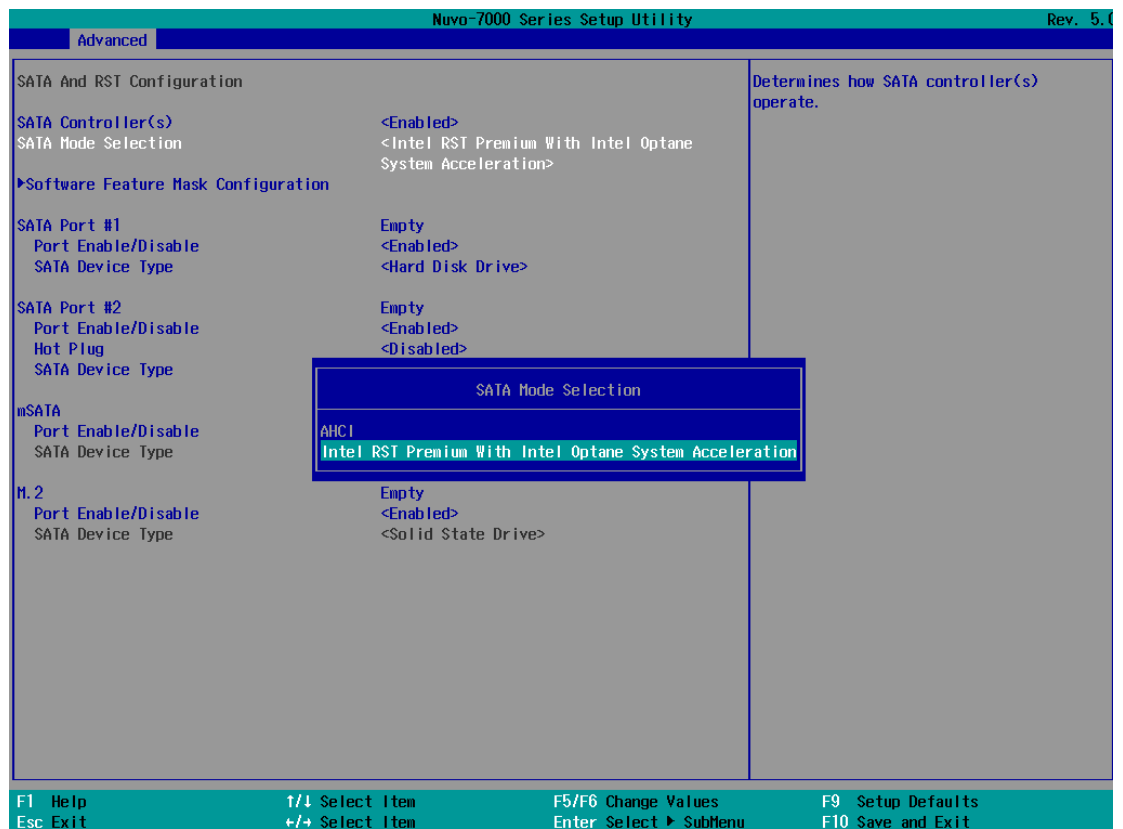 Nuvo-7000 Series Setup Utility Rev. 5.0
Advanced
SATA And RST Configuration
Determines how SATA controller(s)
operate.
SATA Controller(s) <Enabled>
SATA Mode Selection <Intel RST Premium With Intel Optane
System Acceleration>
▶Software Feature Mask Configuration
SATA Port #1 Empty
Port Enable/Disable <Enabled>
SATA Device Type <Hard Disk Drive>
SATA Port #2 Empty
Port Enable/Disable <Enabled>
Hot Plug <Disabled>
SATA Device Type
SATA Mode Selection
AHCI
Intel RST Premium With Intel Optane System Acceleration
mSATA
Port Enable/Disable
SATA Device Type
M.2 Empty
Port Enable/Disable <Enabled>
SATA Device Type <Solid State Drive>
F1 Help ↑/↓ Select Item F5/F6 Change Values F9 Setup Defaults
Esc Exit ←/→ Select Item Enter Select ▶ SubMenu F10 Save and Exit